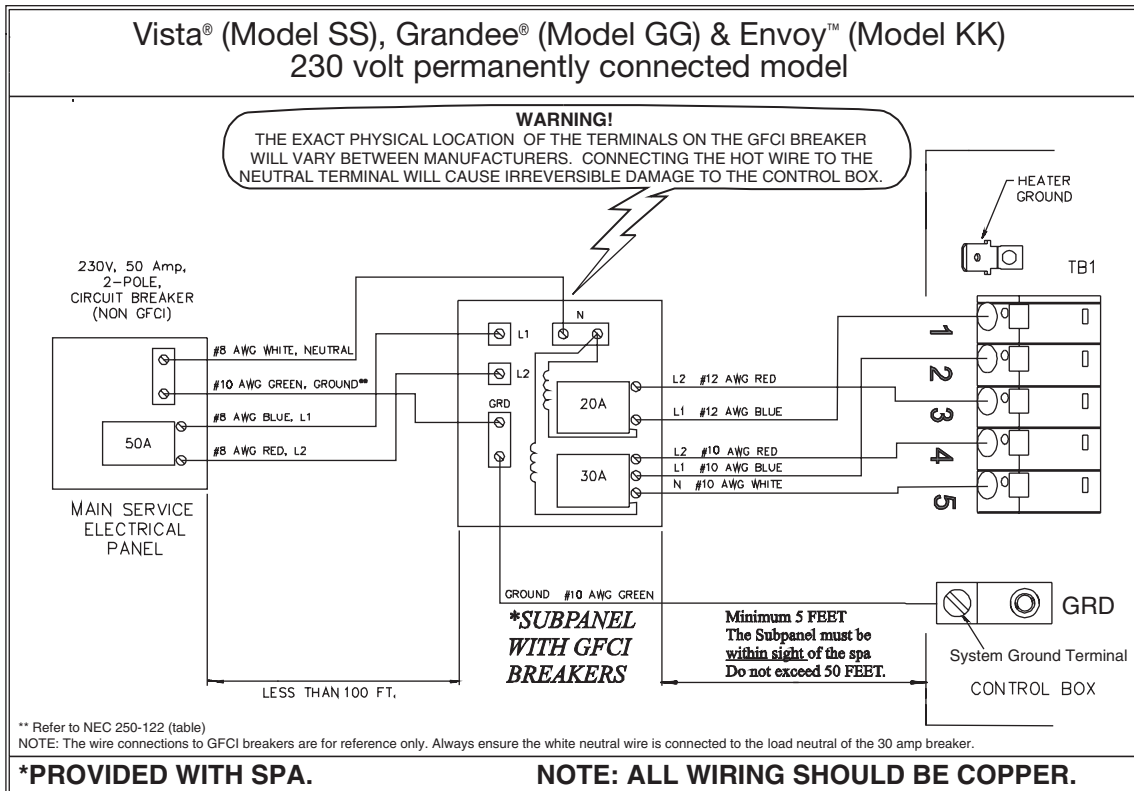 Vista® (Model SS), Grandee® (Model GG) & Envoy™ (Model KK)
230 volt permanently connected model
WARNING!
THE EXACT PHYSICAL LOCATION OF THE TERMINALS ON THE GFCI BREAKER
WILL VARY BETWEEN MANUFACTURERS. CONNECTING THE HOT WIRE TO THE
NEUTRAL TERMINAL WILL CAUSE IRREVERSIBLE DAMAGE TO THE CONTROL BOX.
HEATER
GROUND
TB1
230V, 50 Amp,
2-POLE,
CIRCUIT BREAKER
(NON GFCI)
#8 AWG WHITE, NEUTRAL
#10 AWG GREEN, GROUND**
#8 AWG BLUE, L1
#8 AWG RED, L2
50A
MAIN SERVICE
ELECTRICAL
PANEL
L1
N
L2
GRD
20A
30A
L2 #12 AWG RED
L1 #12 AWG BLUE
L2 #10 AWG RED
L1 #10 AWG BLUE
N #10 AWG WHITE
1
2
3
4
5
GROUND #10 AWG GREEN
*SUBPANEL
WITH GFCI
BREAKERS
Minimum 5 FEET
The Subpanel must be
within sight of the spa
Do not exceed 50 FEET.
GRD
System Ground Terminal
CONTROL BOX
LESS THAN 100 FT.
** Refer to NEC 250-122 (table)
NOTE: The wire connections to GFCI breakers are for reference only. Always ensure the white neutral wire is connected to the load neutral of the 30 amp breaker.
*PROVIDED WITH SPA.
NOTE: ALL WIRING SHOULD BE COPPER.